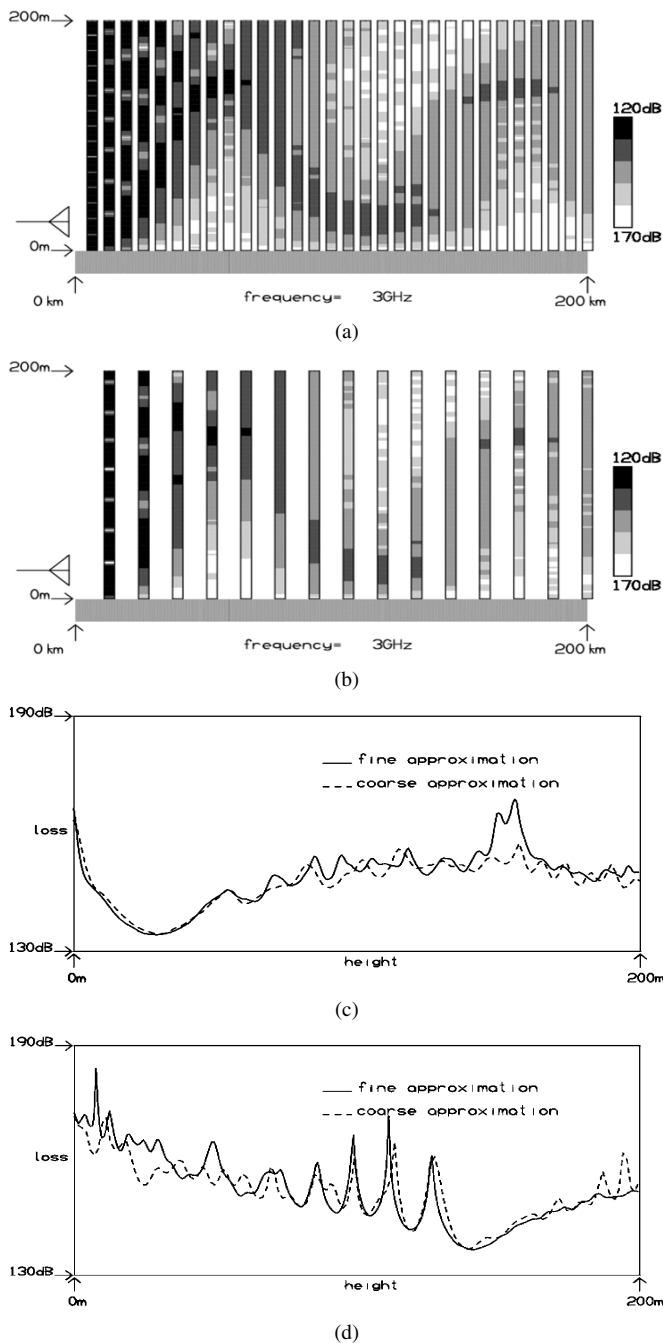 200m
120dB
170dB
0m
0 km
frequency= 3GHz
200 km
(a)
200m
120dB
170dB
0m
0 km
frequency= 3GHz
200 km
(b)
190dB
fine approximation
coarse approximation
loss
130dB
0m
height
200m
(c)
190dB
fine approximation
coarse approximation
loss
130dB
0m
height
200m
(d)